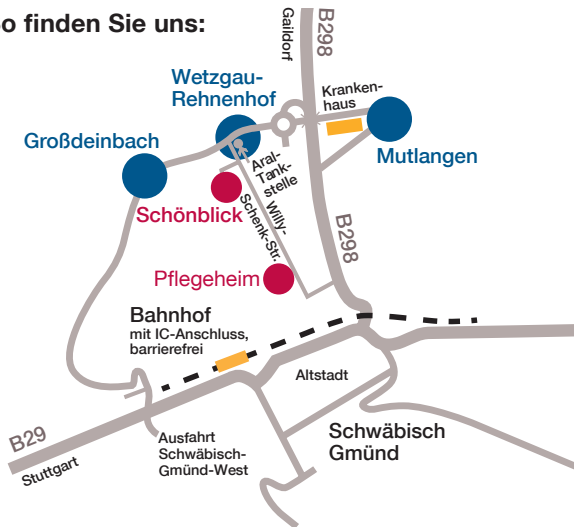 So finden Sie uns:
Gaildorf
B298
Wetzgau-
Rehnenhof
Kranken-
haus
Großdeinbach
Mutlangen
Aral-
Tank-
stelle
Schönblick
Willy-
Schenk-Str.
B298
Pflegeheim
Bahnhof
mit IC-Anschluss,
barrierefrei
Altstadt
B29
Stuttgart
Ausfahrt
Schwäbisch-
Gmünd-West
Schwäbisch
Gmünd